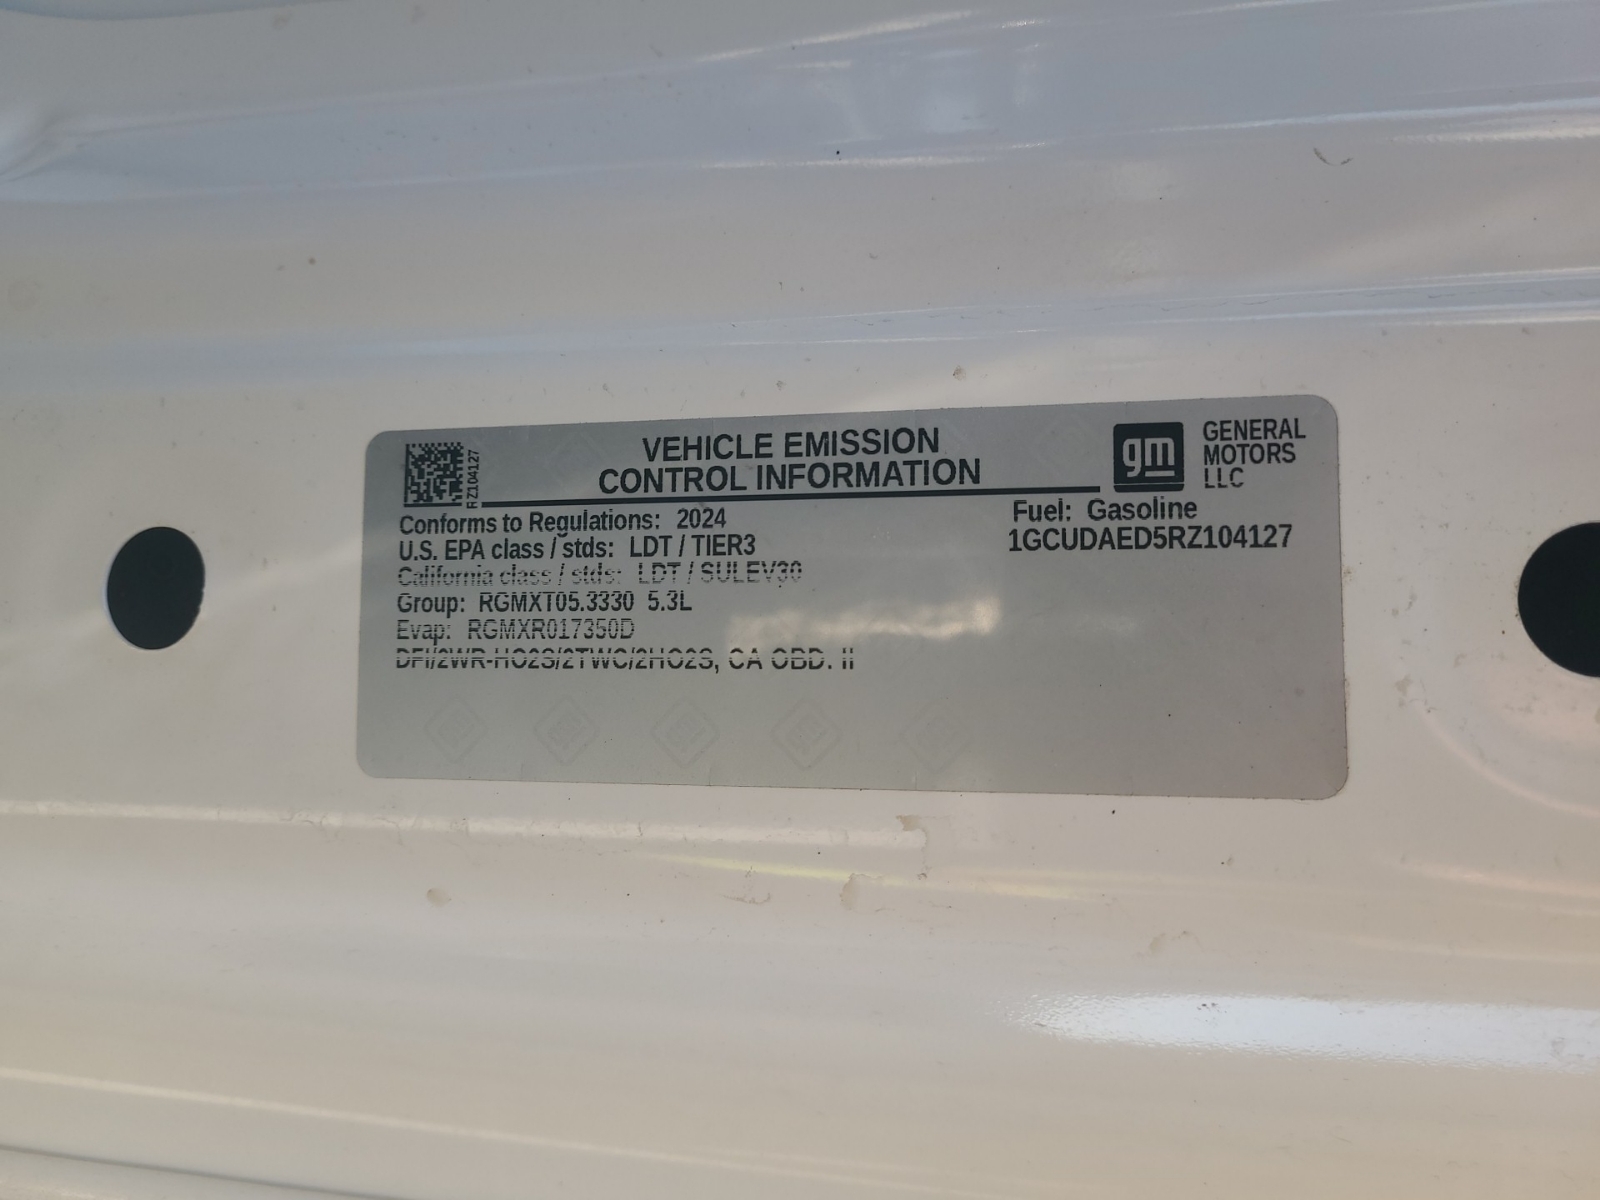 RZ104127
VEHICLE EMISSION
CONTROL INFORMATION
gm
GENERAL
MOTORS
LLC
Conforms to Regulations: 2024
U.S. EPA class / stds: LDT / TIER3
California class / stds: LDT / SULEV30
Group: RGMXT05.3330 5.3L
Evap: RGMXR017350D
DFI/2WR-HO2S/2TWC/2HO2S, CA OBD. II
Fuel: Gasoline
1GCUDAED5RZ104127